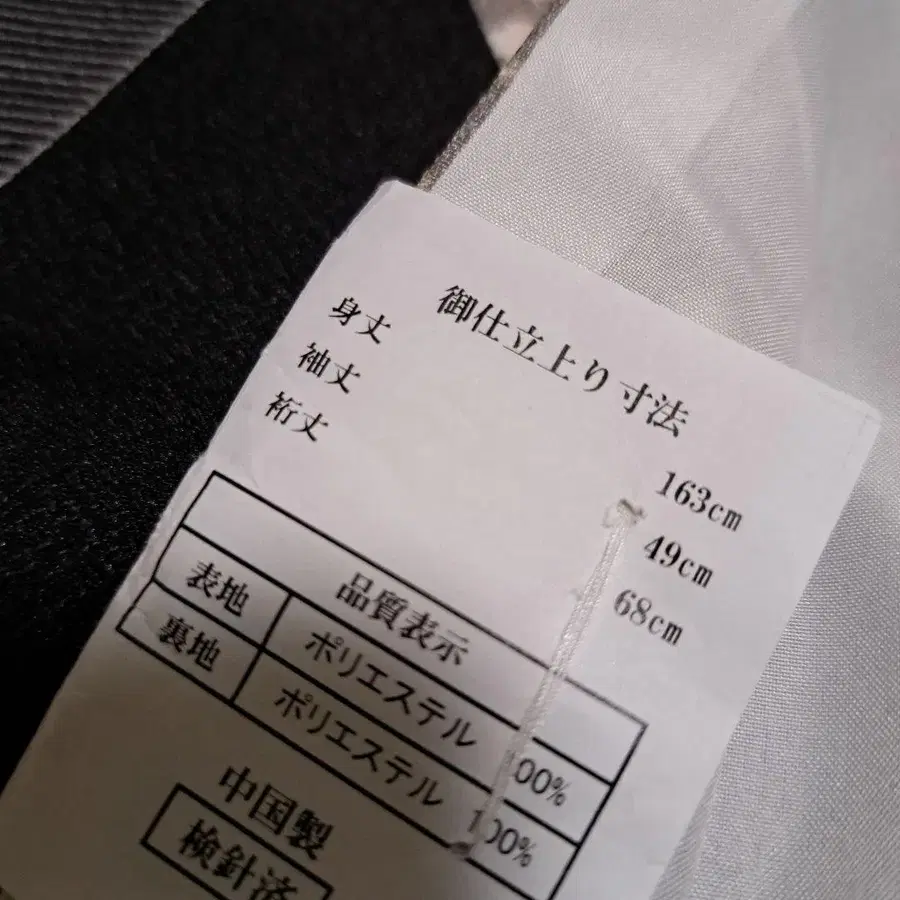 御仕立上り寸法
身丈 163cm
袖丈 49cm
裄丈 68cm
品質表示
表地 ポリエステル 100%
裏地 ポリエステル 100%
中国製
検針済